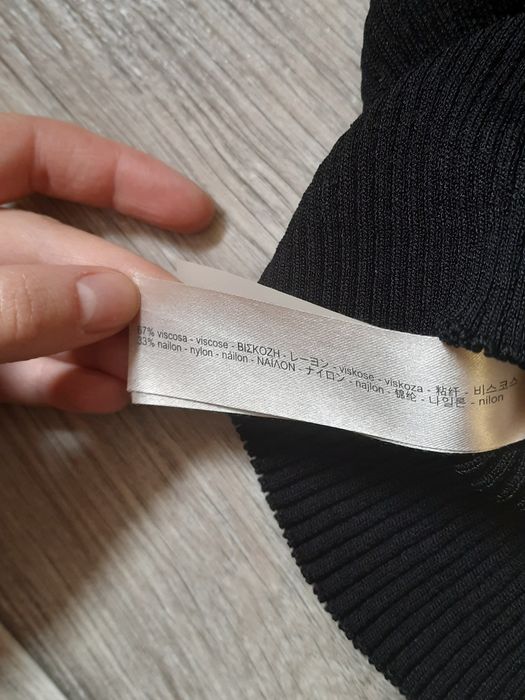 67% viscosa - viscose - ΒΙΣΚΟΖΗ - レーヨン - viskose - viskoza - 粘纤 - 비스코스
33% nailon - nylon - náilon - ΝΑΪΛΟΝ - ナイロン - najlon - 锦纶 - 나일론 - nilon